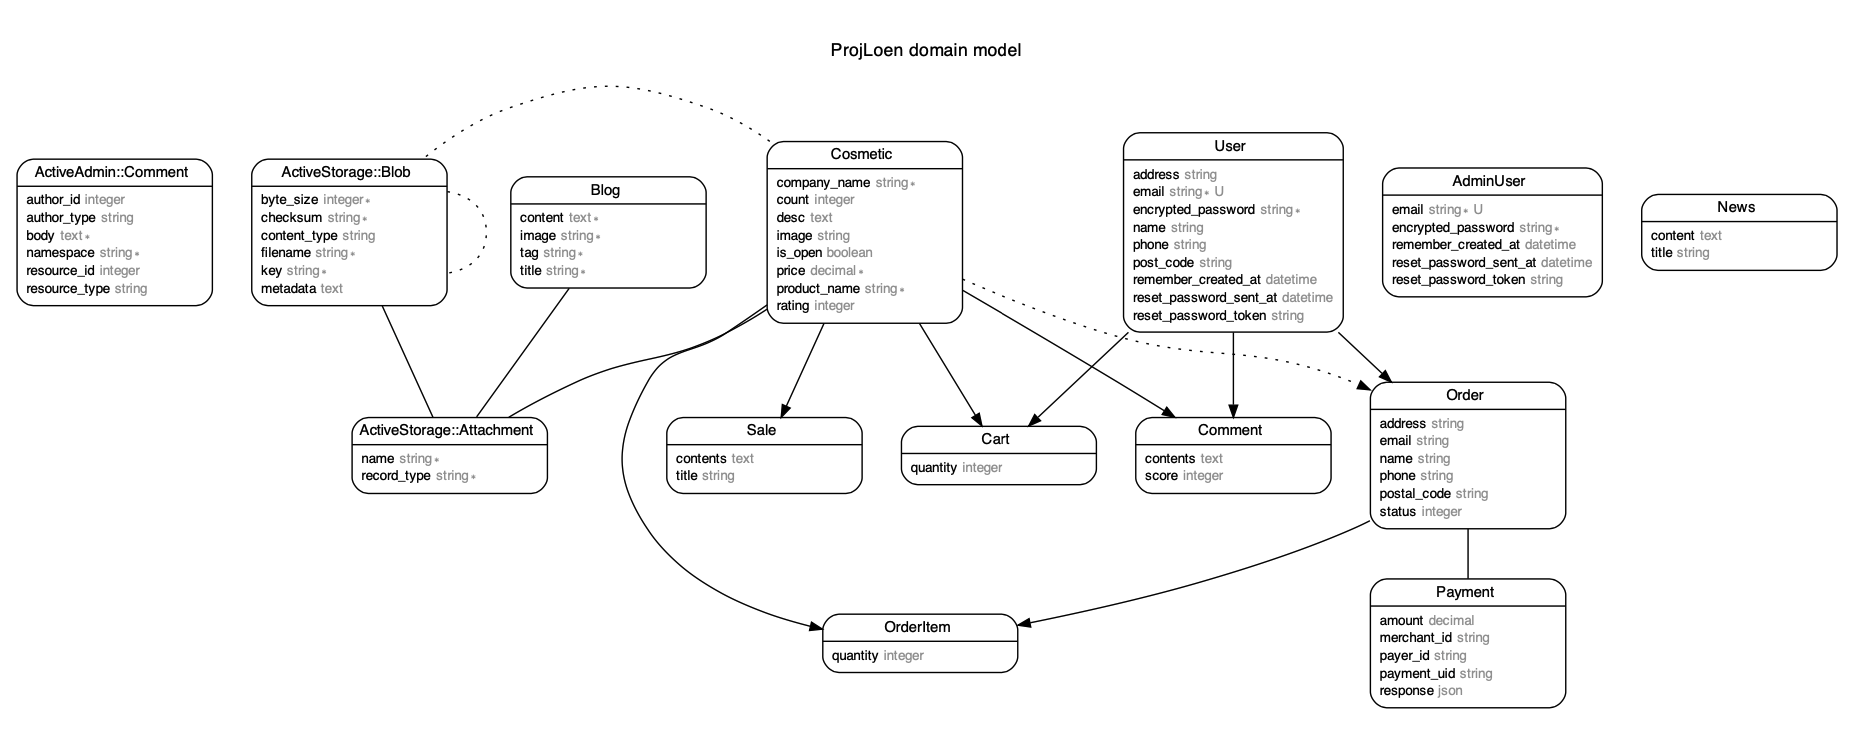 ProjLoen domain model
ActiveAdmin::Comment
author_id integer
author_type string
body text*
namespace string*
resource_id integer
resource_type string
ActiveStorage::Blob
byte_size integer*
checksum string*
content_type string
filename string*
key string*
metadata text
Blog
content text*
image string*
tag string*
title string*
Cosmetic
company_name string*
count integer
desc text
image string
is_open boolean
price decimal*
product_name string*
rating integer
User
address string
email string* U
encrypted_password string*
name string
phone string
post_code string
remember_created_at datetime
reset_password_sent_at datetime
reset_password_token string
AdminUser
email string* U
encrypted_password string*
remember_created_at datetime
reset_password_sent_at datetime
reset_password_token string
News
content text
title string
ActiveStorage::Attachment
name string*
record_type string*
Sale
contents text
title string
Cart
quantity integer
Comment
contents text
score integer
Order
address string
email string
name string
phone string
postal_code string
status integer
OrderItem
quantity integer
Payment
amount decimal
merchant_id string
payer_id string
payment_uid string
response json